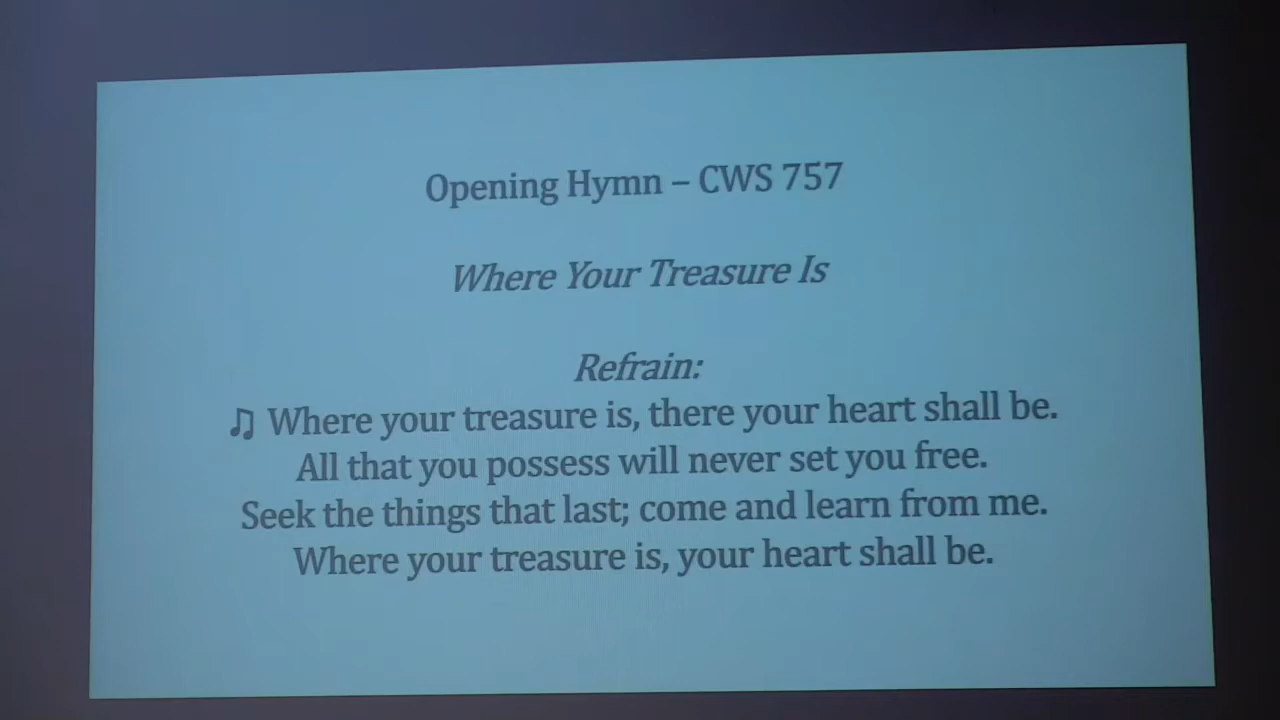 Opening Hymn – CWS 757
Where Your Treasure Is
Refrain:
♫ Where your treasure is, there your heart shall be.
All that you possess will never set you free.
Seek the things that last; come and learn from me.
Where your treasure is, your heart shall be.